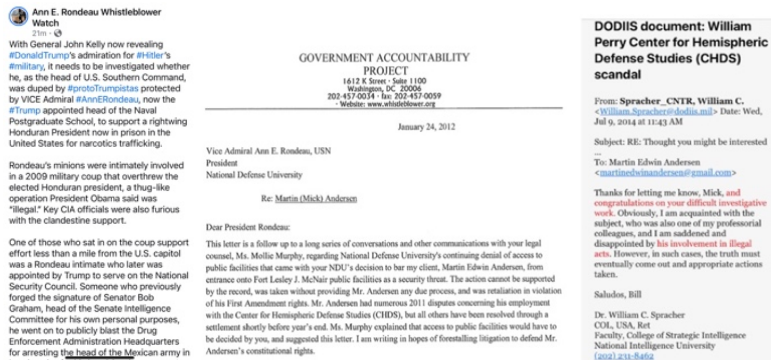 Ann E. Rondeau Whistleblower
Watch
21m ·
With General John Kelly now revealing
#DonaldTrump's admiration for #Hitler's
#military, it needs to be investigated whether
he, as the head of U.S. Southern Command,
was duped by #protoTrumpistas protected
by VICE Admiral #AnnERondeau, now the
#Trump appointed head of the Naval
Postgraduate School, to support a rightwing
Honduran President now in prison in the
United States for narcotics trafficking.
Rondeau's minions were intimately involved
in a 2009 military coup that overthrew the
elected Honduran president, a thug-like
operation President Obama said was
"illegal." Key CIA officials were also furious
with the clandestine support.
One of those who sat in on the coup support
effort less than a mile from the U.S. capitol
was a Rondeau intimate who later was
appointed by Trump to serve on the National
Security Council. Someone who previously
forged the signature of Senator Bob
Graham, head of the Senate Intelligence
Committee for his own personal purposes,
he went on to publicly blast the Drug
Enforcement Administration Headquarters
for arresting the head of the Mexican army in
GOVERNMENT ACCOUNTABILITY
PROJECT
1612 K Street · Suite 1100
Washington, DC 20006
202-457-0034 · fax: 202-457-0059
· Website: www.whistleblower.org
January 24, 2012
Vice Admiral Ann E. Rondeau, USN
President
National Defense University
Re: Martin (Mick) Andersen
Dear President Rondeau:
This letter is a follow up to a long series of conversations and other communications with your legal
counsel, Ms. Mollie Murphy, regarding National Defense University's continuing denial of access to
public facilities that came with your NDU's decision to bar my client, Martin Edwin Andersen, from
entrance onto Fort Lesley J. McNair public facilities as a security threat. The action cannot be supported
by the record, was taken without providing Mr. Andersen any due process, and was retaliation in violation
of his First Amendment rights. Mr. Andersen had numerous 2011 disputes concerning his employment
with the Center for Hemispheric Defense Studies (CHDS), but all others have been resolved through a
settlement shortly before year's end. Ms. Murphy explained that access to public facilities would have to
be decided by you, and suggested this letter. I am writing in hopes of forestalling litigation to defend Mr.
Andersen's constitutional rights.
DODIIS document: William
Perry Center for Hemispheric
Defense Studies (CHDS)
scandal
From: Spracher_CNTR, William C.
<William.Spracher@dodiis.mil> Date: Wed,
Jul 9, 2014 at 11:43 AM
Subject: RE: Thought you might be interested
...
To: Martin Edwin Andersen
<martinedwinandersen@gmail.com>
Thanks for letting me know, Mick, and
congratulations on your difficult investigative
work. Obviously, I am acquainted with the
subject, who was also one of my professorial
colleagues, and I am saddened and
disappointed by his involvement in illegal
acts. However, in such cases, the truth must
eventually come out and appropriate actions
taken.
Saludos, Bill
Dr. William C. Spracher
COL, USA, Ret
Faculty, College of Strategic Intelligence
National Intelligence University
(202) 231-8462